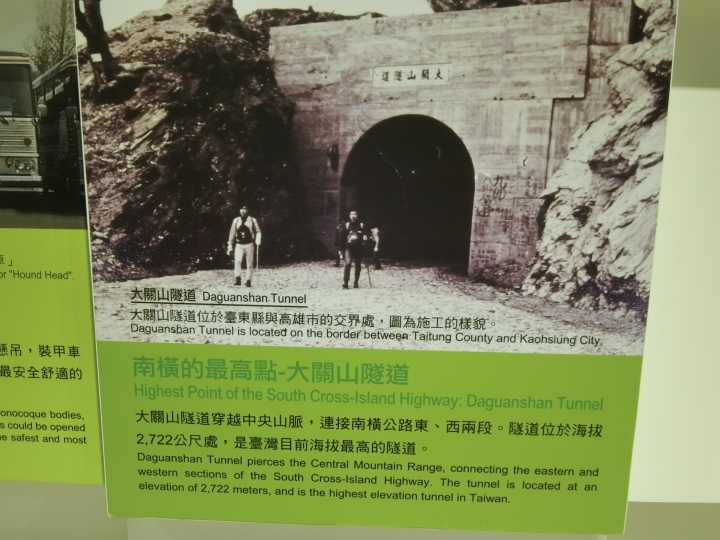 大關山隧道
大關山隧道 Daguanshan Tunnel
大關山隧道位於臺東縣與高雄市的交界處，圖為施工的樣貌。
Daguanshan Tunnel is located on the border between Taitung County and Kaohsiung City.
南橫的最高點-大關山隧道
Highest Point of the South Cross-Island Highway: Daguanshan Tunnel
大關山隧道穿越中央山脈，連接南橫公路東、西兩段。隧道位於海拔
2,722公尺處，是臺灣目前海拔最高的隧道。
Daguanshan Tunnel pierces the Central Mountain Range, connecting the eastern and
western sections of the South Cross-Island Highway. The tunnel is located at an
elevation of 2,722 meters, and is the highest elevation tunnel in Taiwan.
」
or "Hound Head".
吊，裝甲車
最安全舒適的
bodies,
s could be opened
e safest and most